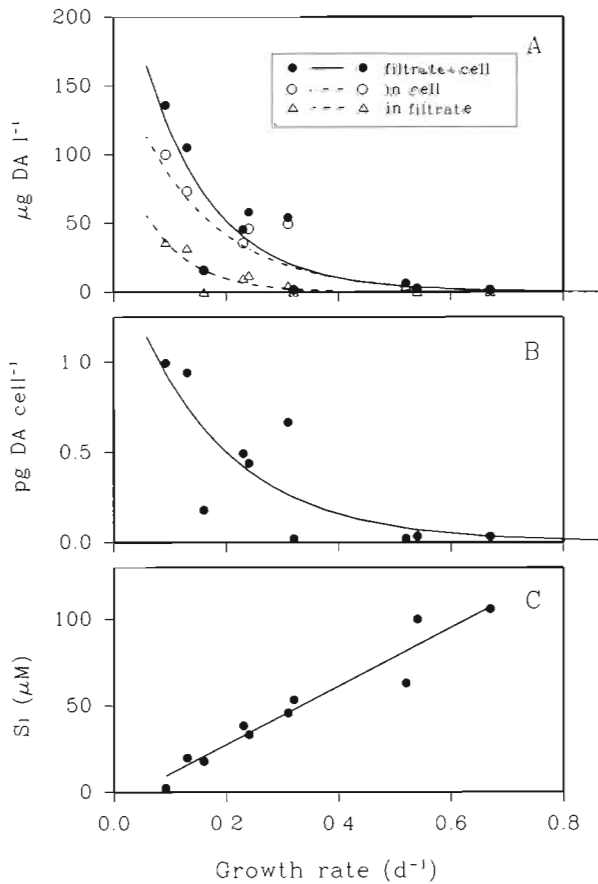 200
A
filtrate+cell
in cell
in filtrate
150
100
50
0
µg DA l⁻¹
B
1 0
0.5
0.0
pg DA cell⁻¹
C
100
50
0
Si (µM)
0.0 0 2 0 4 0 6 0.8
Growth rate (d⁻¹)